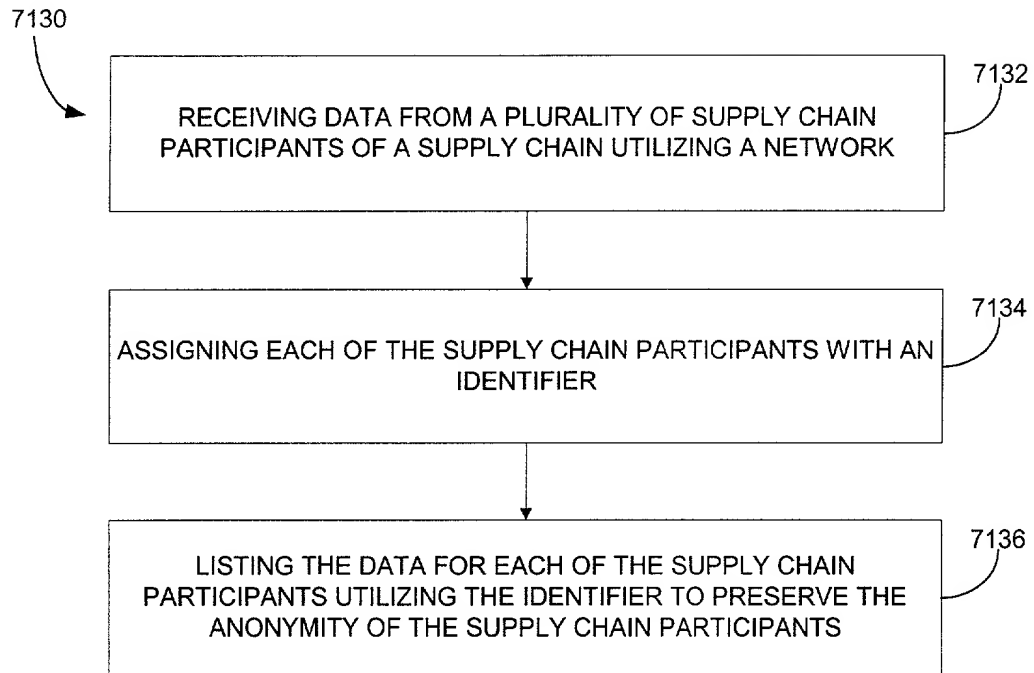 7130
7132
RECEIVING DATA FROM A PLURALITY OF SUPPLY CHAIN
PARTICIPANTS OF A SUPPLY CHAIN UTILIZING A NETWORK
7134
ASSIGNING EACH OF THE SUPPLY CHAIN PARTICIPANTS WITH AN
IDENTIFIER
7136
LISTING THE DATA FOR EACH OF THE SUPPLY CHAIN
PARTICIPANTS UTILIZING THE IDENTIFIER TO PRESERVE THE
ANONYMITY OF THE SUPPLY CHAIN PARTICIPANTS